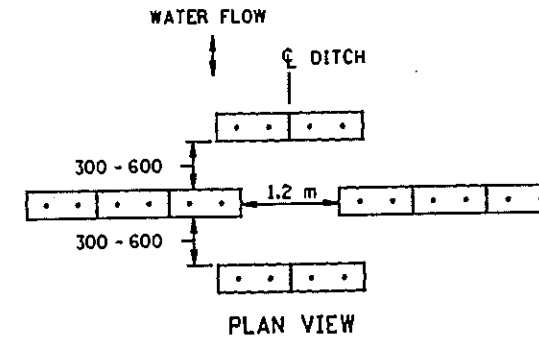 WATER FLOW
℄ DITCH
300 - 600
1.2 m
300 - 600
PLAN VIEW